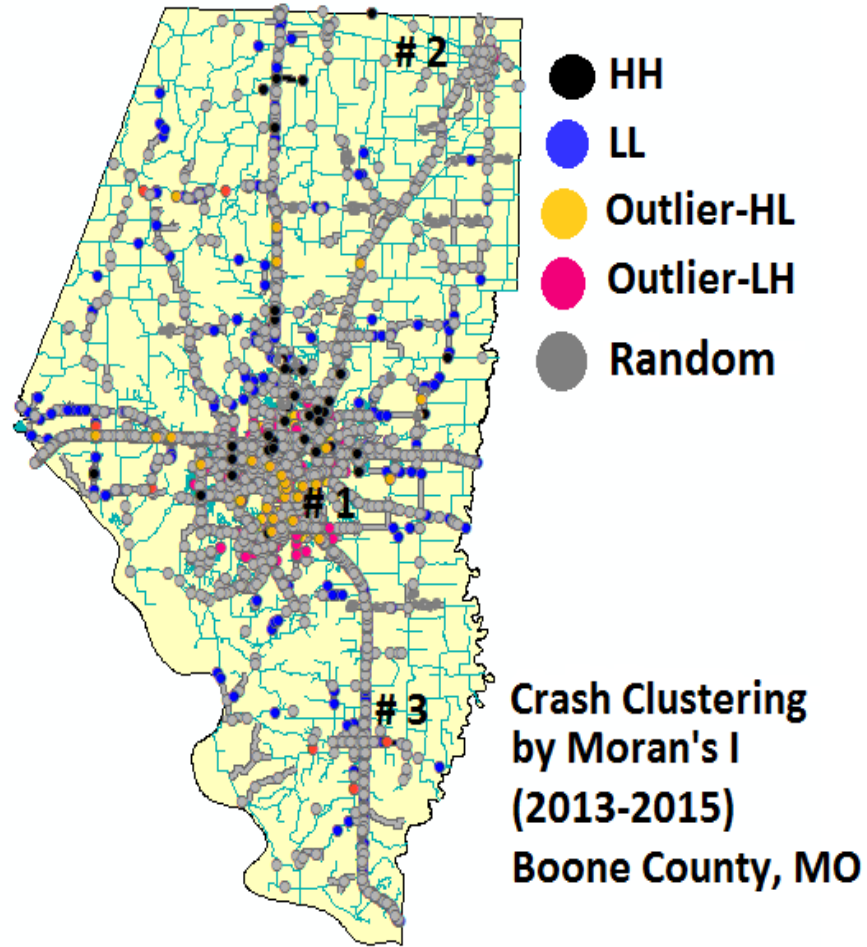 # 2
HH
LL
Outlier-HL
Outlier-LH
Random
# 1
# 3
Crash Clustering
by Moran's I
(2013-2015)
Boone County, MO